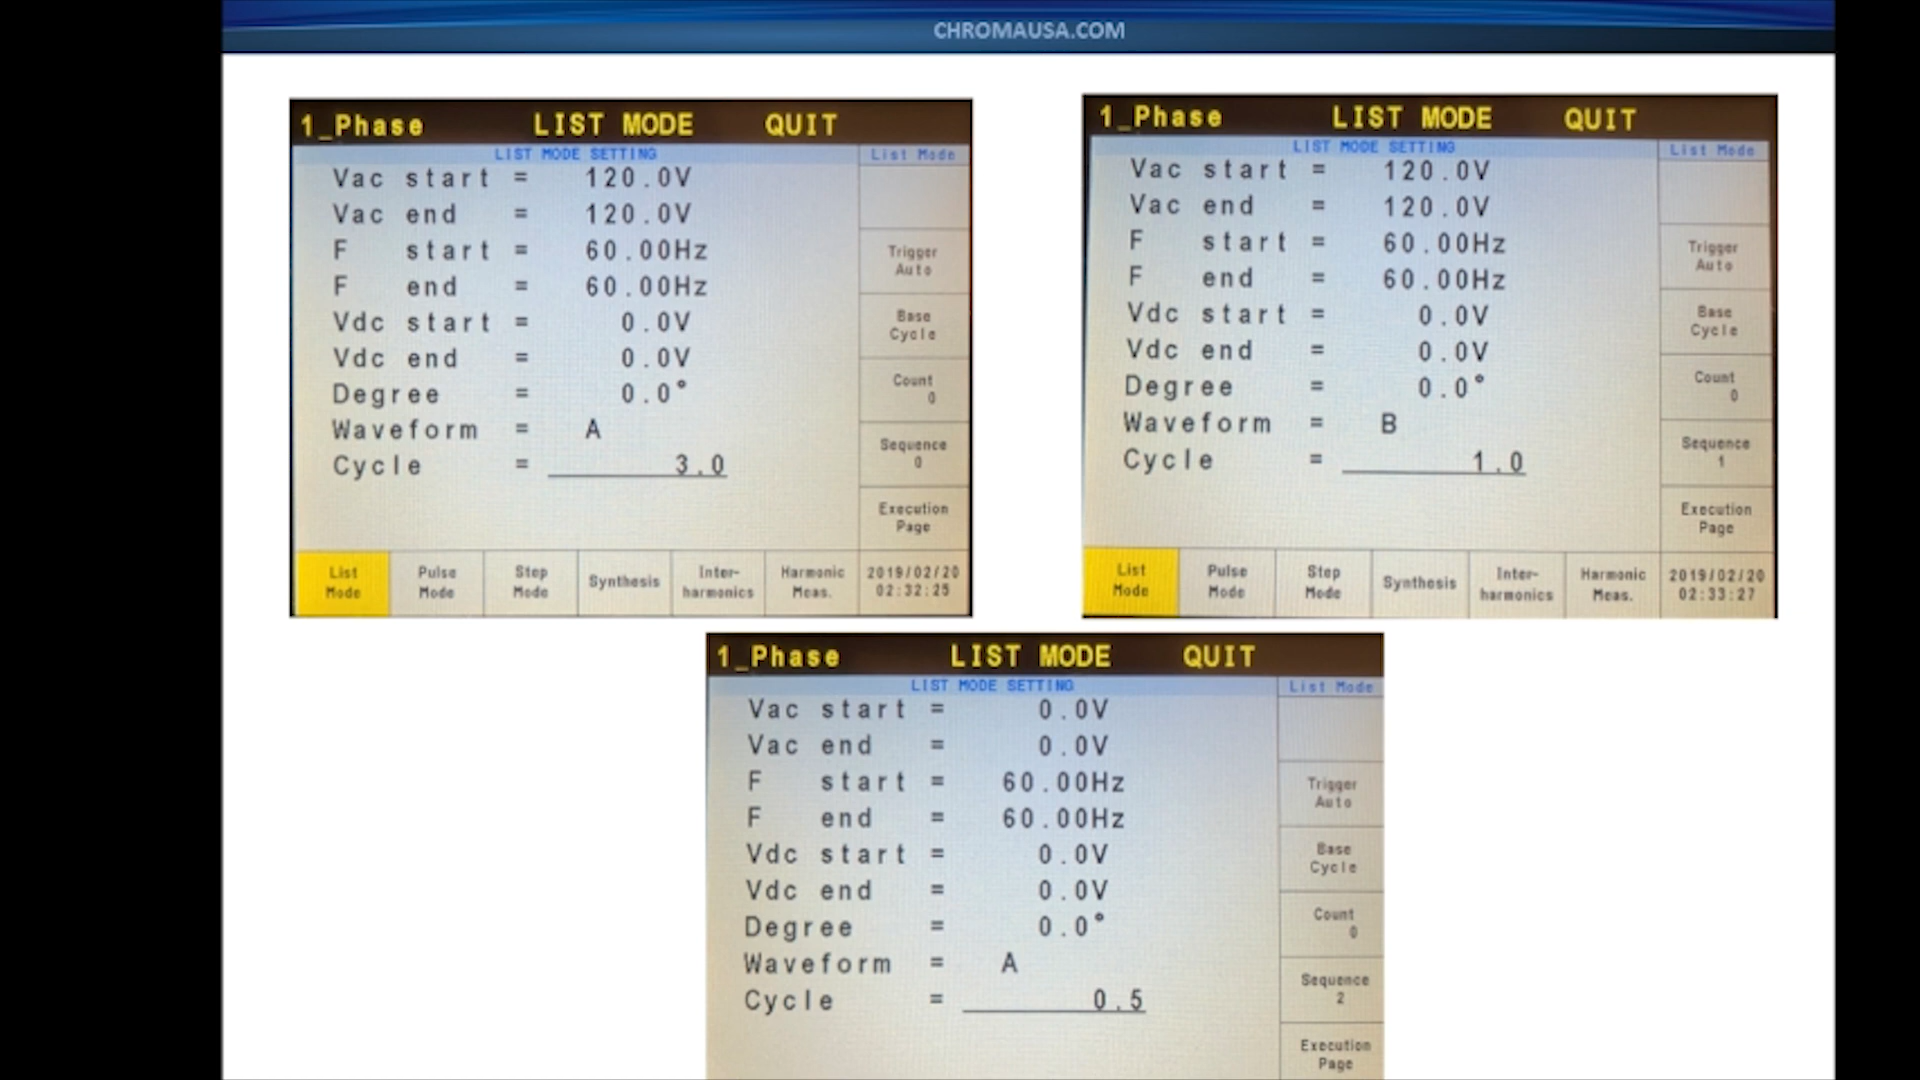 CHROMAUSA.COM
1_Phase LIST MODE QUIT
LIST MODE SETTING List Mode
Vac start = 120.0V
Vac end = 120.0V
F start = 60.00Hz
Trigger Auto
F end = 60.00Hz
Vdc start = 0.0V
Base Cycle
Vdc end = 0.0V
Degree = 0.0°
Count 0
Waveform = A
Cycle = 3.0
Sequence 0
Execution Page
List Mode Pulse Mode Step Mode Synthesis Inter-harmonics Harmonic Meas. 2019/02/20 02:32:25
1_Phase LIST MODE QUIT
LIST MODE SETTING List Mode
Vac start = 120.0V
Vac end = 120.0V
F start = 60.00Hz
Trigger Auto
F end = 60.00Hz
Vdc start = 0.0V
Base Cycle
Vdc end = 0.0V
Degree = 0.0°
Count 0
Waveform = B
Cycle = 1.0
Sequence 1
Execution Page
List Mode Pulse Mode Step Mode Synthesis Inter-harmonics Harmonic Meas. 2019/02/20 02:33:27
1_Phase LIST MODE QUIT
LIST MODE SETTING List Mode
Vac start = 0.0V
Vac end = 0.0V
F start = 60.00Hz
Trigger Auto
F end = 60.00Hz
Vdc start = 0.0V
Base Cycle
Vdc end = 0.0V
Degree = 0.0°
Count 0
Waveform = A
Cycle = 0.5
Sequence 2
Execution Page